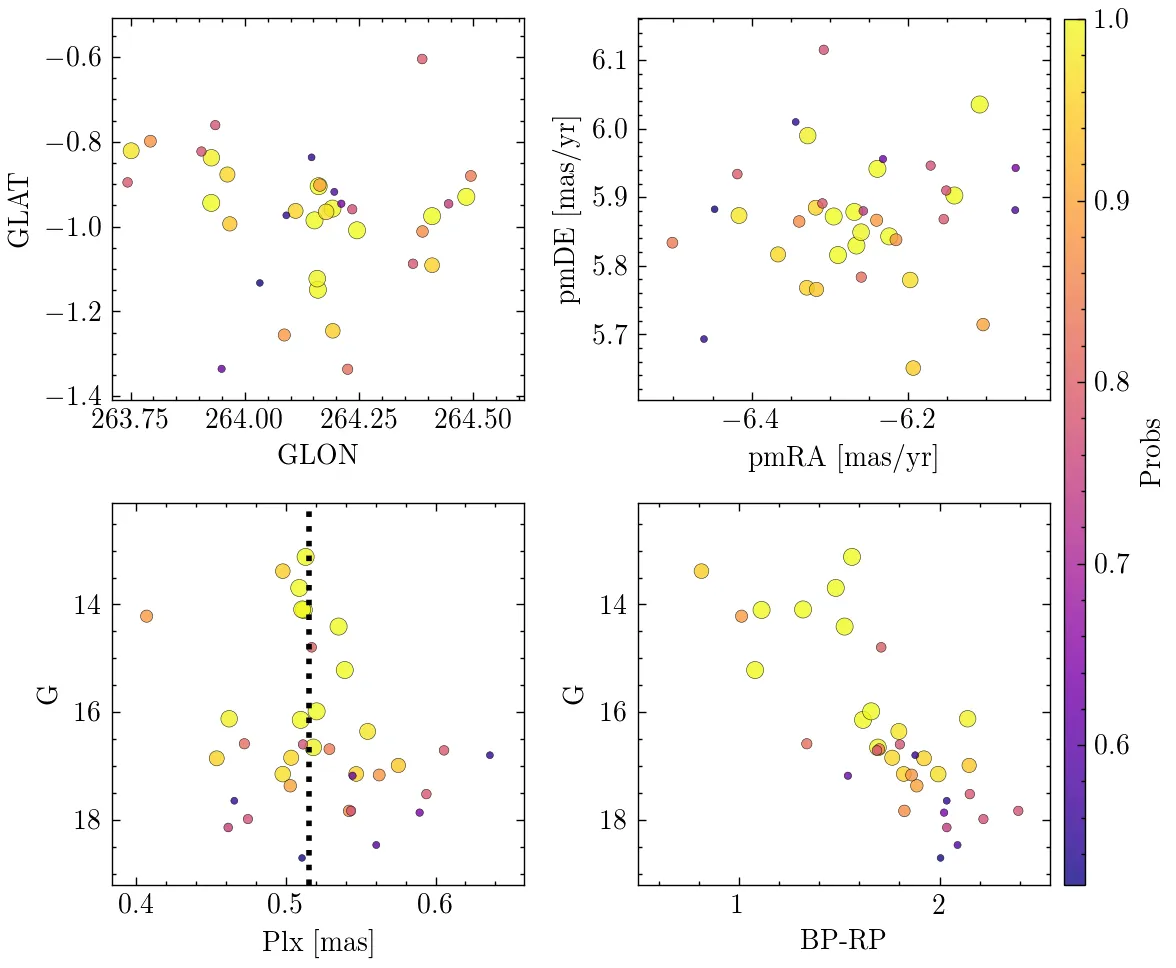 −0.6
−0.8
−1.0
−1.2
−1.4
GLAT
263.75 264.00 264.25 264.50
GLON
6.1
6.0
5.9
5.8
5.7
pmDE [mas/yr]
−6.4 −6.2
pmRA [mas/yr]
1.0
0.9
0.8
0.7
0.6
Probs
14
16
18
G
0.4 0.5 0.6
Plx [mas]
14
16
18
G
1 2
BP-RP